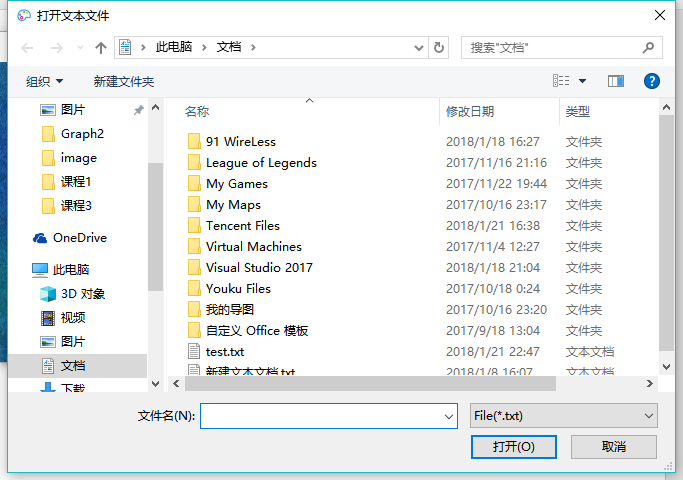 打开文本文件
此电脑 文档 搜索"文档"
组织 新建文件夹
图片
Graph2
image
课程1
课程3
OneDrive
此电脑
3D 对象
视频
图片
文档
下载
名称 修改日期 类型
91 WireLess 2018/1/18 16:27 文件夹
League of Legends 2017/11/16 21:16 文件夹
My Games 2017/11/22 19:44 文件夹
My Maps 2017/10/16 23:17 文件夹
Tencent Files 2018/1/21 16:38 文件夹
Virtual Machines 2017/11/4 12:27 文件夹
Visual Studio 2017 2018/1/18 21:04 文件夹
Youku Files 2017/10/18 0:24 文件夹
我的导图 2017/10/16 23:20 文件夹
自定义 Office 模板 2017/9/18 13:04 文件夹
test.txt 2018/1/21 22:47 文本文档
新建文本文档.txt 2018/1/8 16:07 文本文档
文件名(N): File(*.txt)
打开(O) 取消